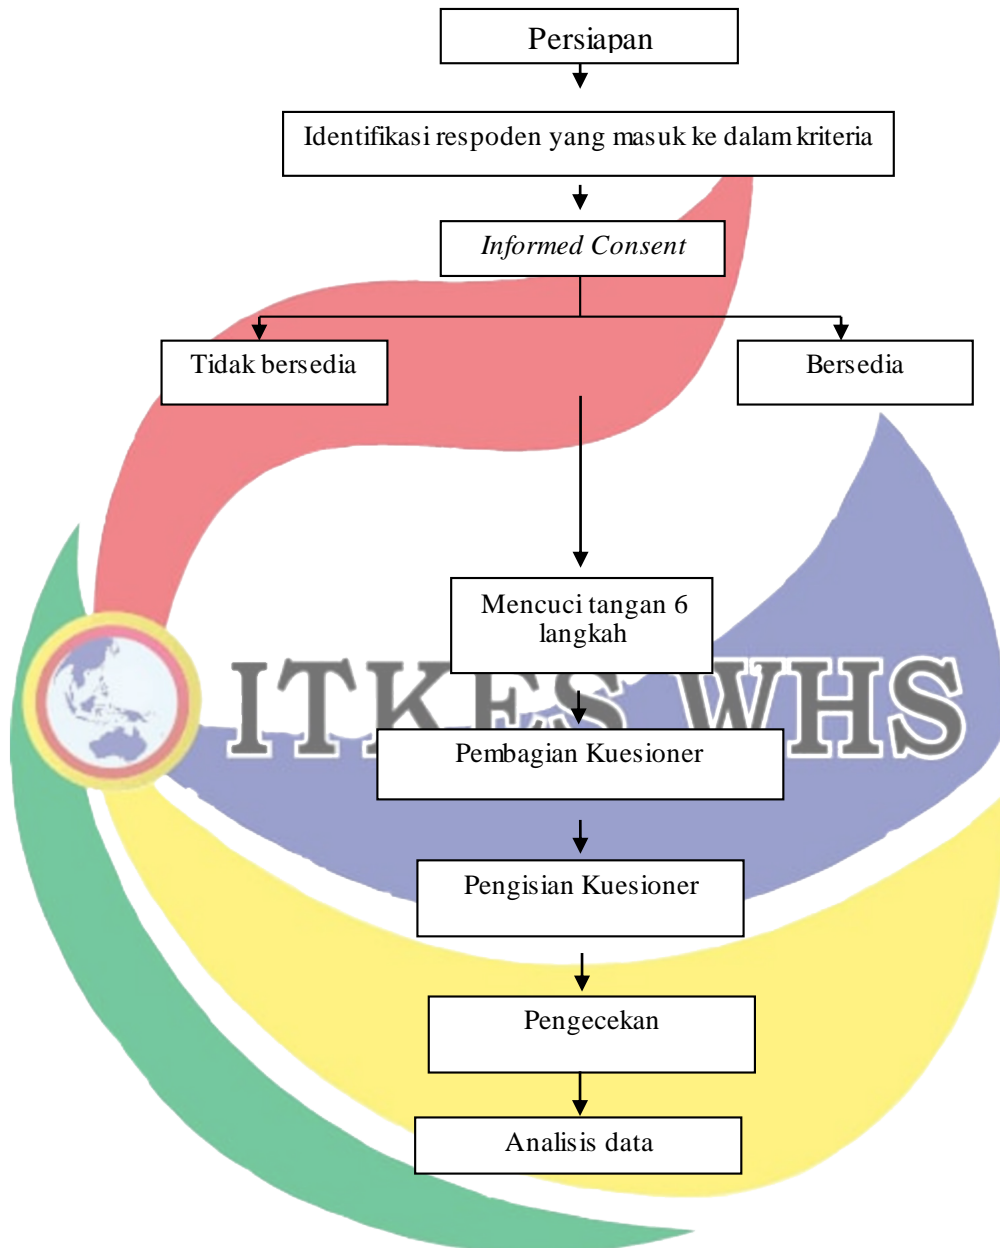 Persiapan
Identifikasi respoden yang masuk ke dalam kriteria
Informed Consent
Tidak bersedia
Bersedia
Mencuci tangan 6
langkah
ITKES WHS
Pembagian Kuesioner
Pengisian Kuesioner
Pengecekan
Analisis data